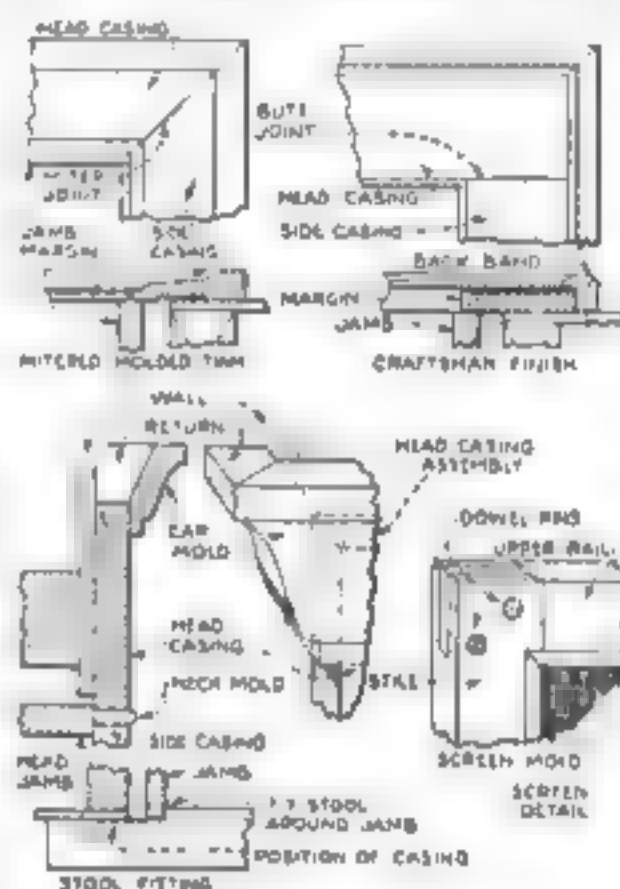 HEAD CASING
MITER
JOINT
JAMB
MARGIN
SIDE
CASING
MITERED MOLDED TRIM
BUTT
JOINT
HEAD CASING
SIDE CASING
BACK BAND
MARGIN
JAMB
CRAFTSMAN FINISH
WALL
RETURN
CAP
MOLD
HEAD CASING
ASSEMBLY
HEAD
CASING
NECK MOLD
SIDE CASING
HEAD
JAMB
JAMB
STOOL
AROUND JAMB
POSITION OF CASING
STOOL FITTING
DOWEL PINS
UPPER RAIL
STILE
SCREEN MOLD
SCREEN
DETAIL